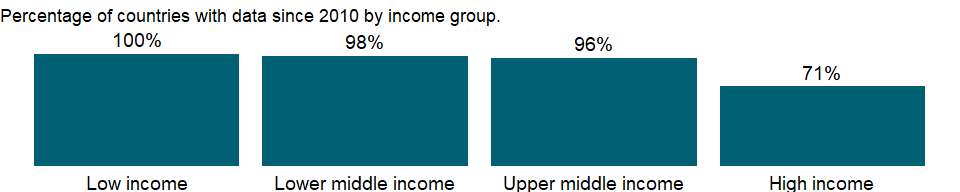 Percentage of countries with data since 2010 by income group.
100% 98% 96% 71%
Low income Lower middle income Upper middle income High income